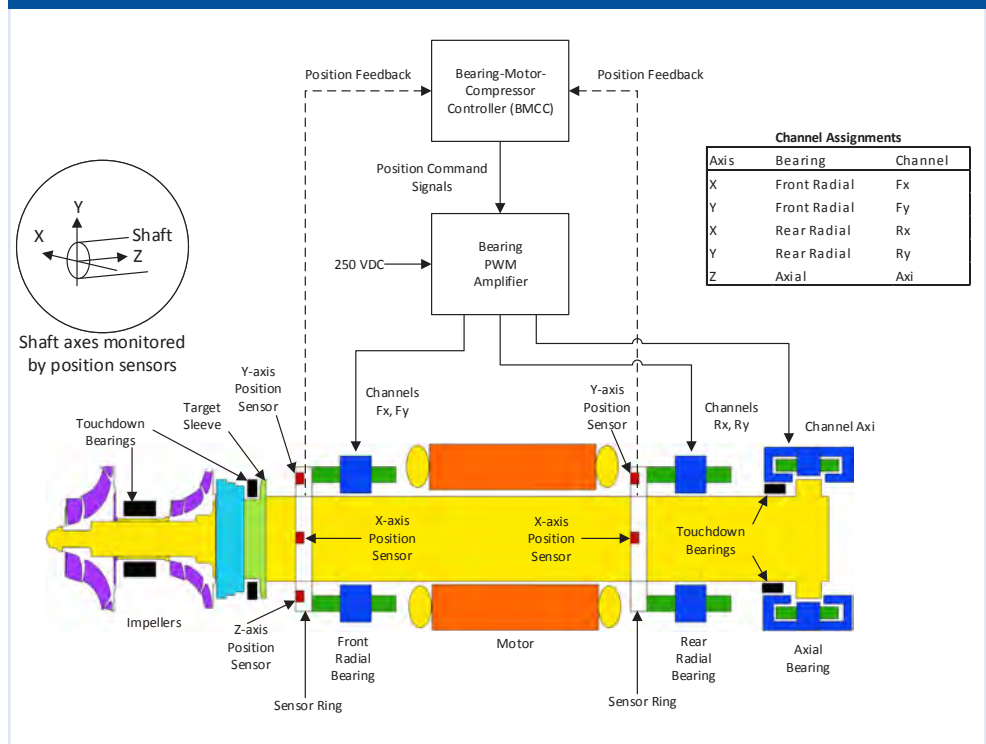 Position Feedback
Bearing-Motor-
Compressor
Controller (BMCC)
Position Feedback
Channel Assignments
Axis Bearing Channel
X Front Radial Fx
Y Front Radial Fy
X Rear Radial Rx
Y Rear Radial Ry
Z Axial Axi
Position Command
Signals
Y
X
Shaft
Z
Shaft axes monitored
by position sensors
250 VDC
Bearing
PWM
Amplifier
Y-axis
Position
Sensor
Target
Sleeve
Touchdown
Bearings
Channels
Fx, Fy
Y-axis
Position
Sensor
Channels
Rx, Ry
Channel Axi
X-axis
Position
Sensor
X-axis
Position
Sensor
Touchdown
Bearings
Impellers
Z-axis
Position
Sensor
Front
Radial
Bearing
Motor
Rear
Radial
Bearing
Axial
Bearing
Sensor Ring
Sensor Ring